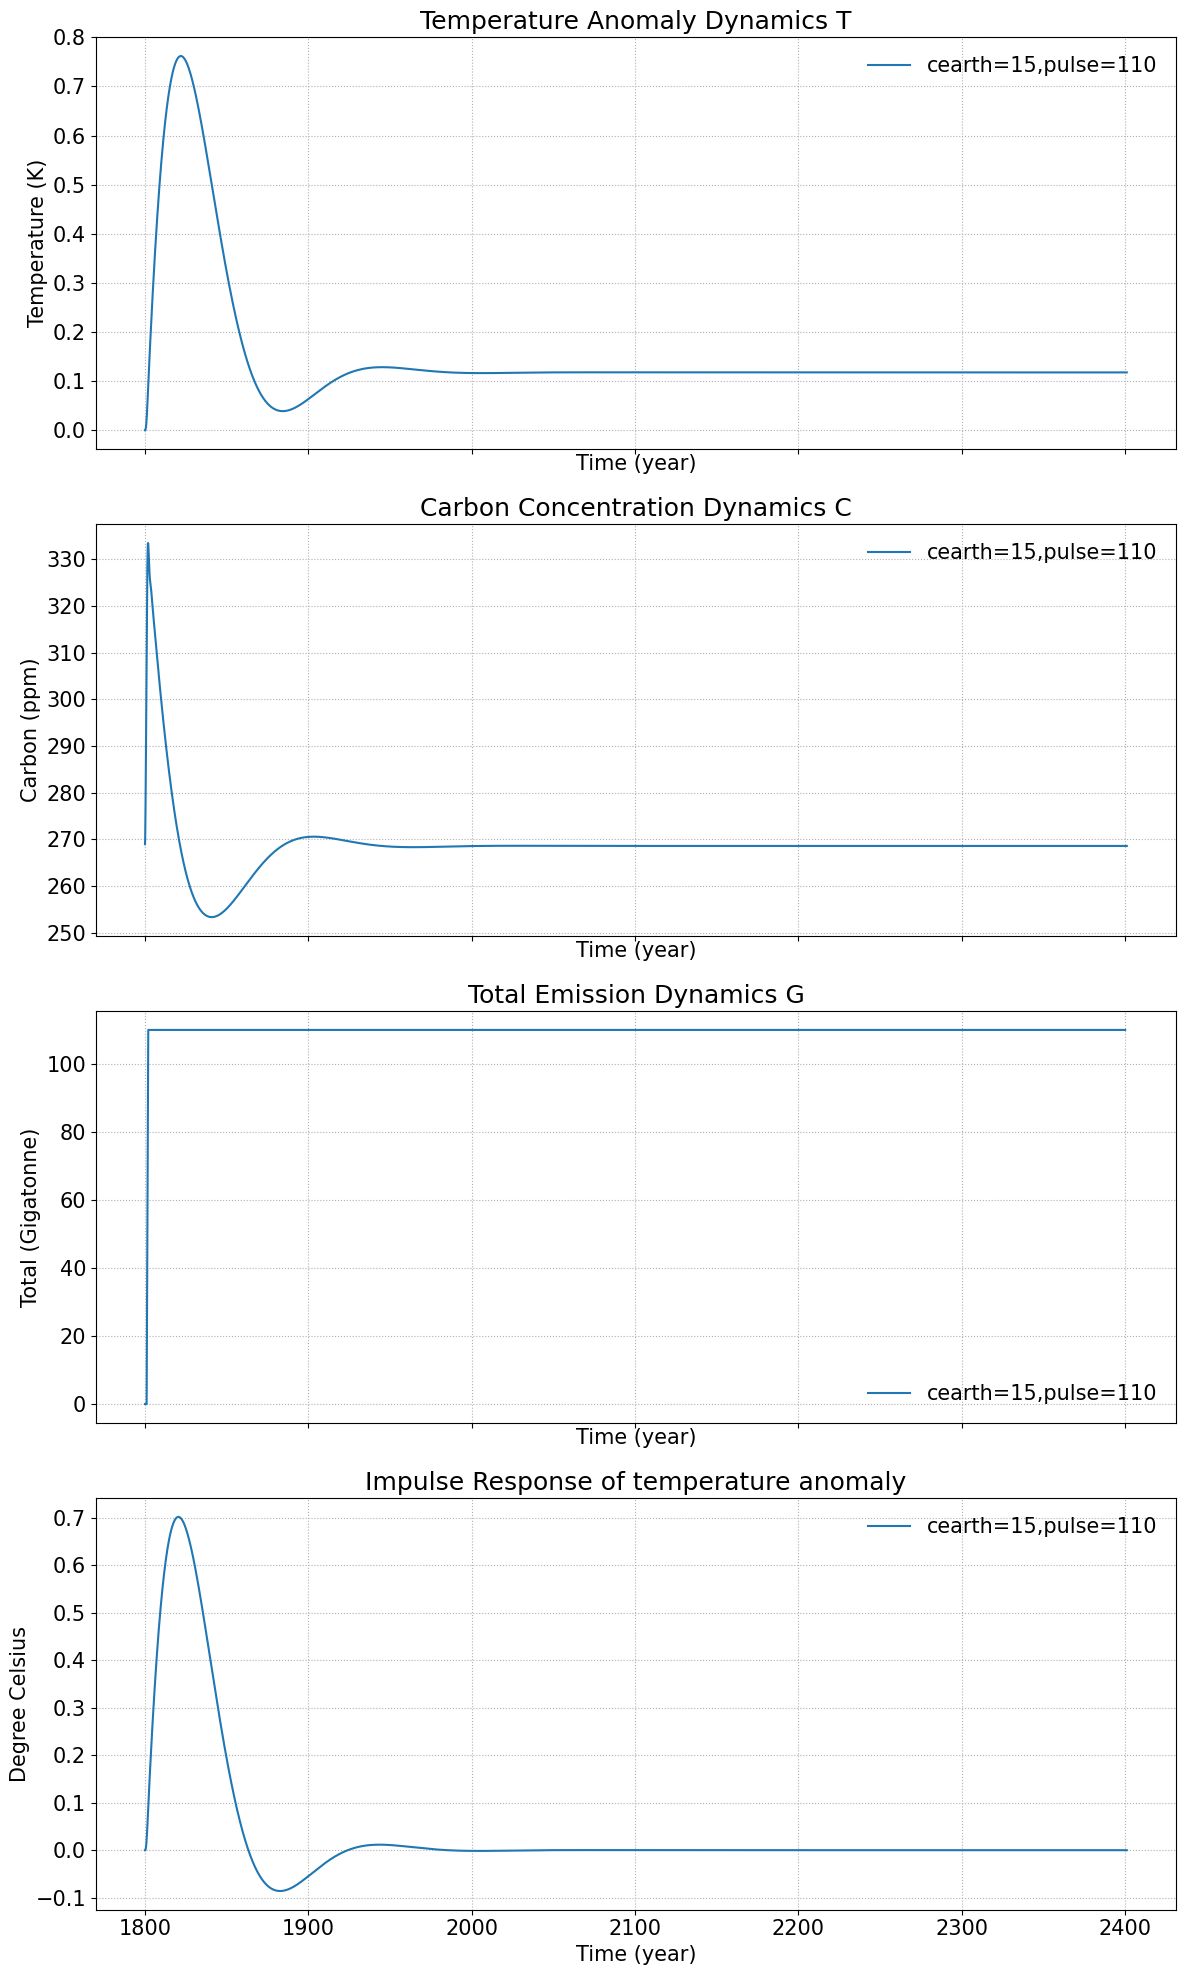 Temperature Anomaly Dynamics T
0.8
0.7
0.6
0.5
0.4
0.3
0.2
0.1
0.0
Temperature (K)
cearth=15,pulse=110
Time (year)
Carbon Concentration Dynamics C
330
320
310
300
290
280
270
260
250
Carbon (ppm)
cearth=15,pulse=110
Time (year)
Total Emission Dynamics G
100
80
60
40
20
0
Total (Gigatonne)
cearth=15,pulse=110
Time (year)
Impulse Response of temperature anomaly
0.7
0.6
0.5
0.4
0.3
0.2
0.1
0.0
−0.1
Degree Celsius
cearth=15,pulse=110
1800 1900 2000 2100 2200 2300 2400
Time (year)